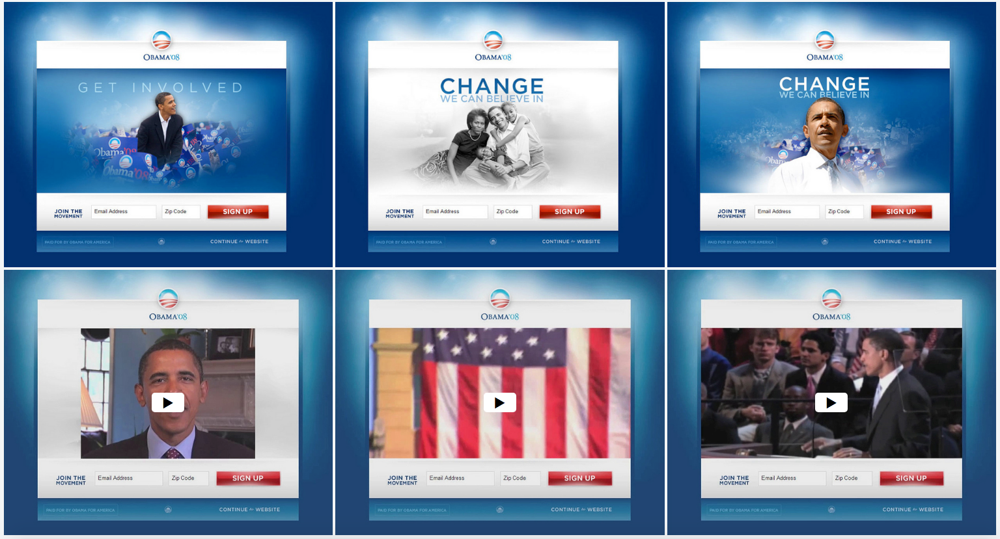 OBAMA'08
GET INVOLVED
Obama'08
Obama'08
JOIN THE
MOVEMENT
Email Address
Zip Code
SIGN UP
PAID FOR BY OBAMA FOR AMERICA
CONTINUE to WEBSITE
OBAMA'08
CHANGE
WE CAN BELIEVE IN
JOIN THE
MOVEMENT
Email Address
Zip Code
SIGN UP
PAID FOR BY OBAMA FOR AMERICA
CONTINUE to WEBSITE
OBAMA'08
CHANGE
WE CAN BELIEVE IN
JOIN THE
MOVEMENT
Email Address
Zip Code
SIGN UP
PAID FOR BY OBAMA FOR AMERICA
CONTINUE to WEBSITE
OBAMA'08
JOIN THE
MOVEMENT
Email Address
Zip Code
SIGN UP
PAID FOR BY OBAMA FOR AMERICA
CONTINUE to WEBSITE
OBAMA'08
JOIN THE
MOVEMENT
Email Address
Zip Code
SIGN UP
PAID FOR BY OBAMA FOR AMERICA
CONTINUE to WEBSITE
OBAMA'08
JOIN THE
MOVEMENT
Email Address
Zip Code
SIGN UP
PAID FOR BY OBAMA FOR AMERICA
CONTINUE to WEBSITE